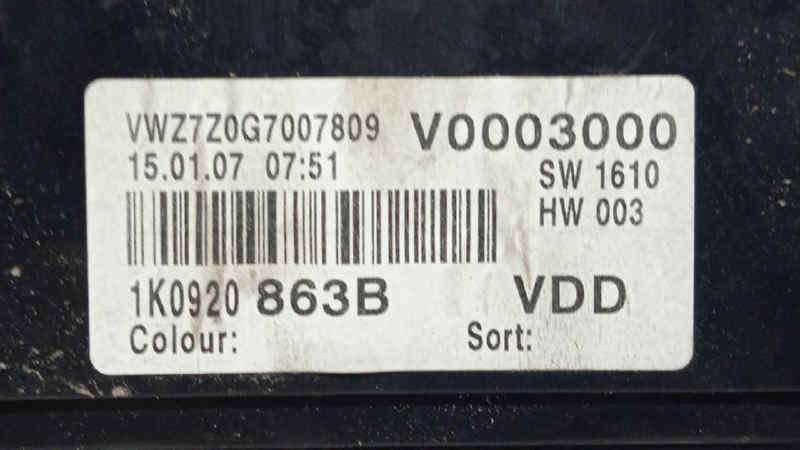 VWZ7Z0G7007809 V0003000
15.01.07 07:51 SW 1610
HW 003
1K0920 863B VDD
Colour: Sort: